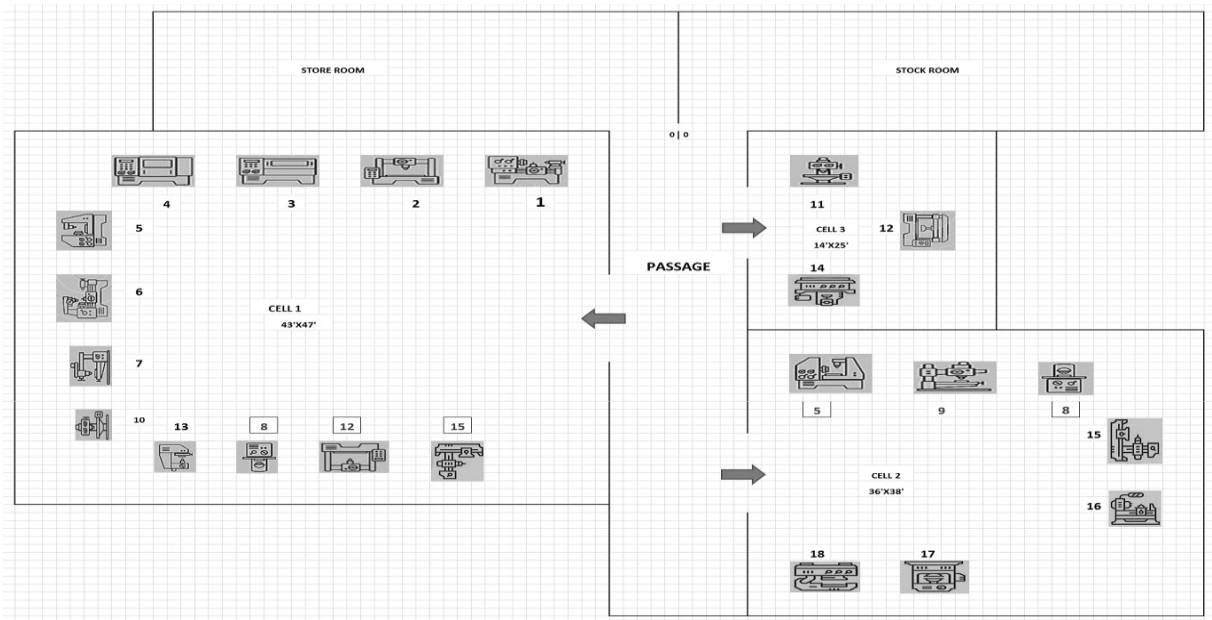 STORE ROOM
STOCK ROOM
0|0
4
3
2
1
5
6
7
10
CELL 1
43'X47'
13
8
12
15
PASSAGE
11
CELL 3
14'X25'
12
14
5
9
8
15
CELL 2
36'X38'
16
18
17